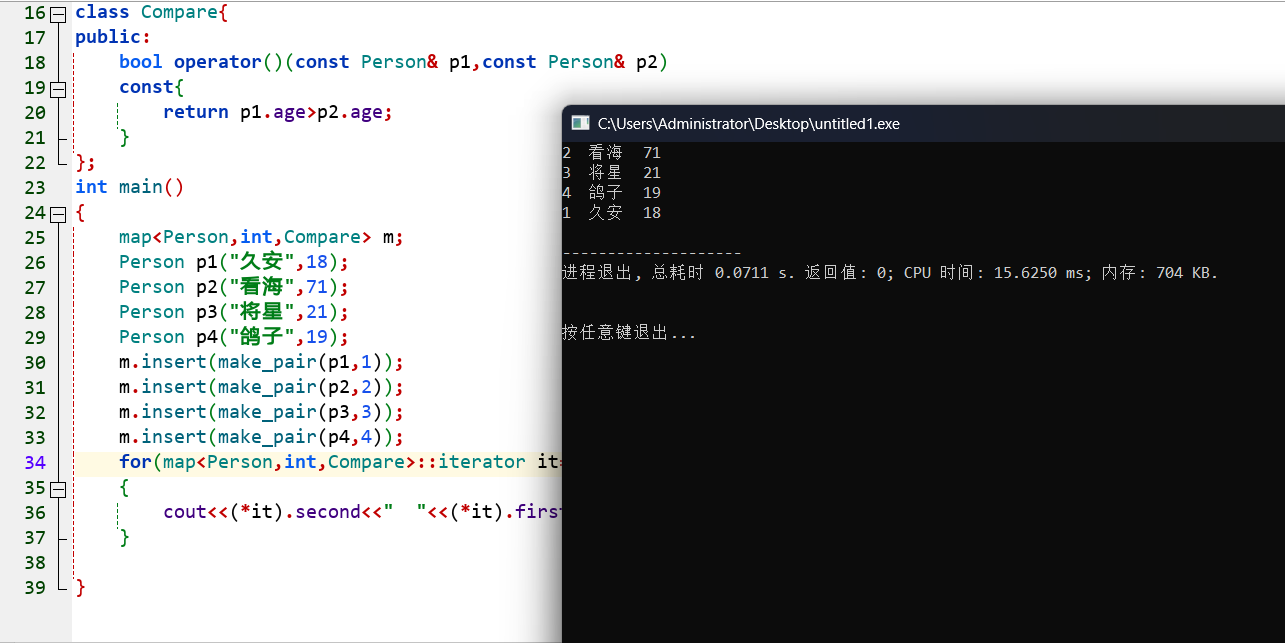 16 class Compare{
17 public:
18 bool operator()(const Person& p1,const Person& p2)
19 const{
20 return p1.age>p2.age;
21 }
22 };
23 int main()
24 {
25 map<Person,int,Compare> m;
26 Person p1("久安",18);
27 Person p2("看海",71);
28 Person p3("将星",21);
29 Person p4("鸽子",19);
30 m.insert(make_pair(p1,1));
31 m.insert(make_pair(p2,2));
32 m.insert(make_pair(p3,3));
33 m.insert(make_pair(p4,4));
34 for(map<Person,int,Compare>::iterator it=
35 {
36 cout<<(*it).second<<"  "<<(*it).first
37 }
38
39 }
C:\Users\Administrator\Desktop\untitled1.exe
2 看海 71
3 将星 21
4 鸽子 19
1 久安 18
--------------------
进程退出, 总耗时 0.0711 s. 返回值: 0; CPU 时间: 15.6250 ms; 内存: 704 KB.
按任意键退出...